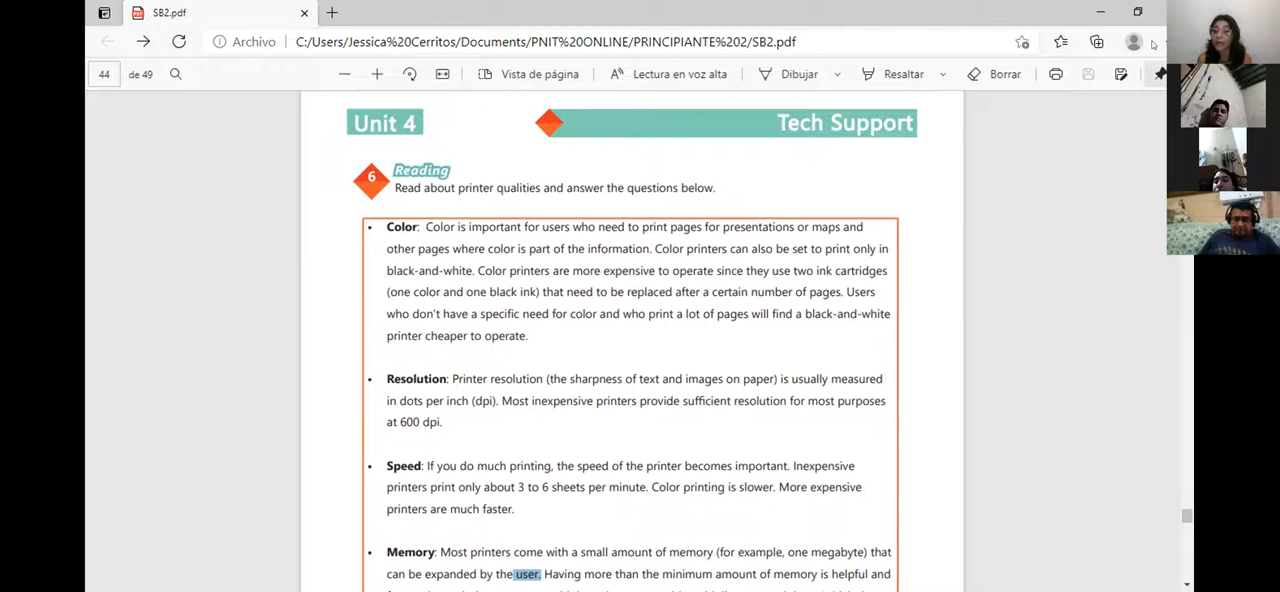 SB2.pdf
Archivo C:/Users/Jessica%20Cerritos/Documents/PNIT%20ONLINE/PRINCIPIANTE%202/SB2.pdf
44 de 49 Vista de página Lectura en voz alta Dibujar Resaltar Borrar
Unit 4 Tech Support
6 Reading
Read about printer qualities and answer the questions below.
• Color: Color is important for users who need to print pages for presentations or maps and
other pages where color is part of the information. Color printers can also be set to print only in
black-and-white. Color printers are more expensive to operate since they use two ink cartridges
(one color and one black ink) that need to be replaced after a certain number of pages. Users
who don't have a specific need for color and who print a lot of pages will find a black-and-white
printer cheaper to operate.
• Resolution: Printer resolution (the sharpness of text and images on paper) is usually measured
in dots per inch (dpi). Most inexpensive printers provide sufficient resolution for most purposes
at 600 dpi.
• Speed: If you do much printing, the speed of the printer becomes important. Inexpensive
printers print only about 3 to 6 sheets per minute. Color printing is slower. More expensive
printers are much faster.
• Memory: Most printers come with a small amount of memory (for example, one megabyte) that
can be expanded by the user. Having more than the minimum amount of memory is helpful and